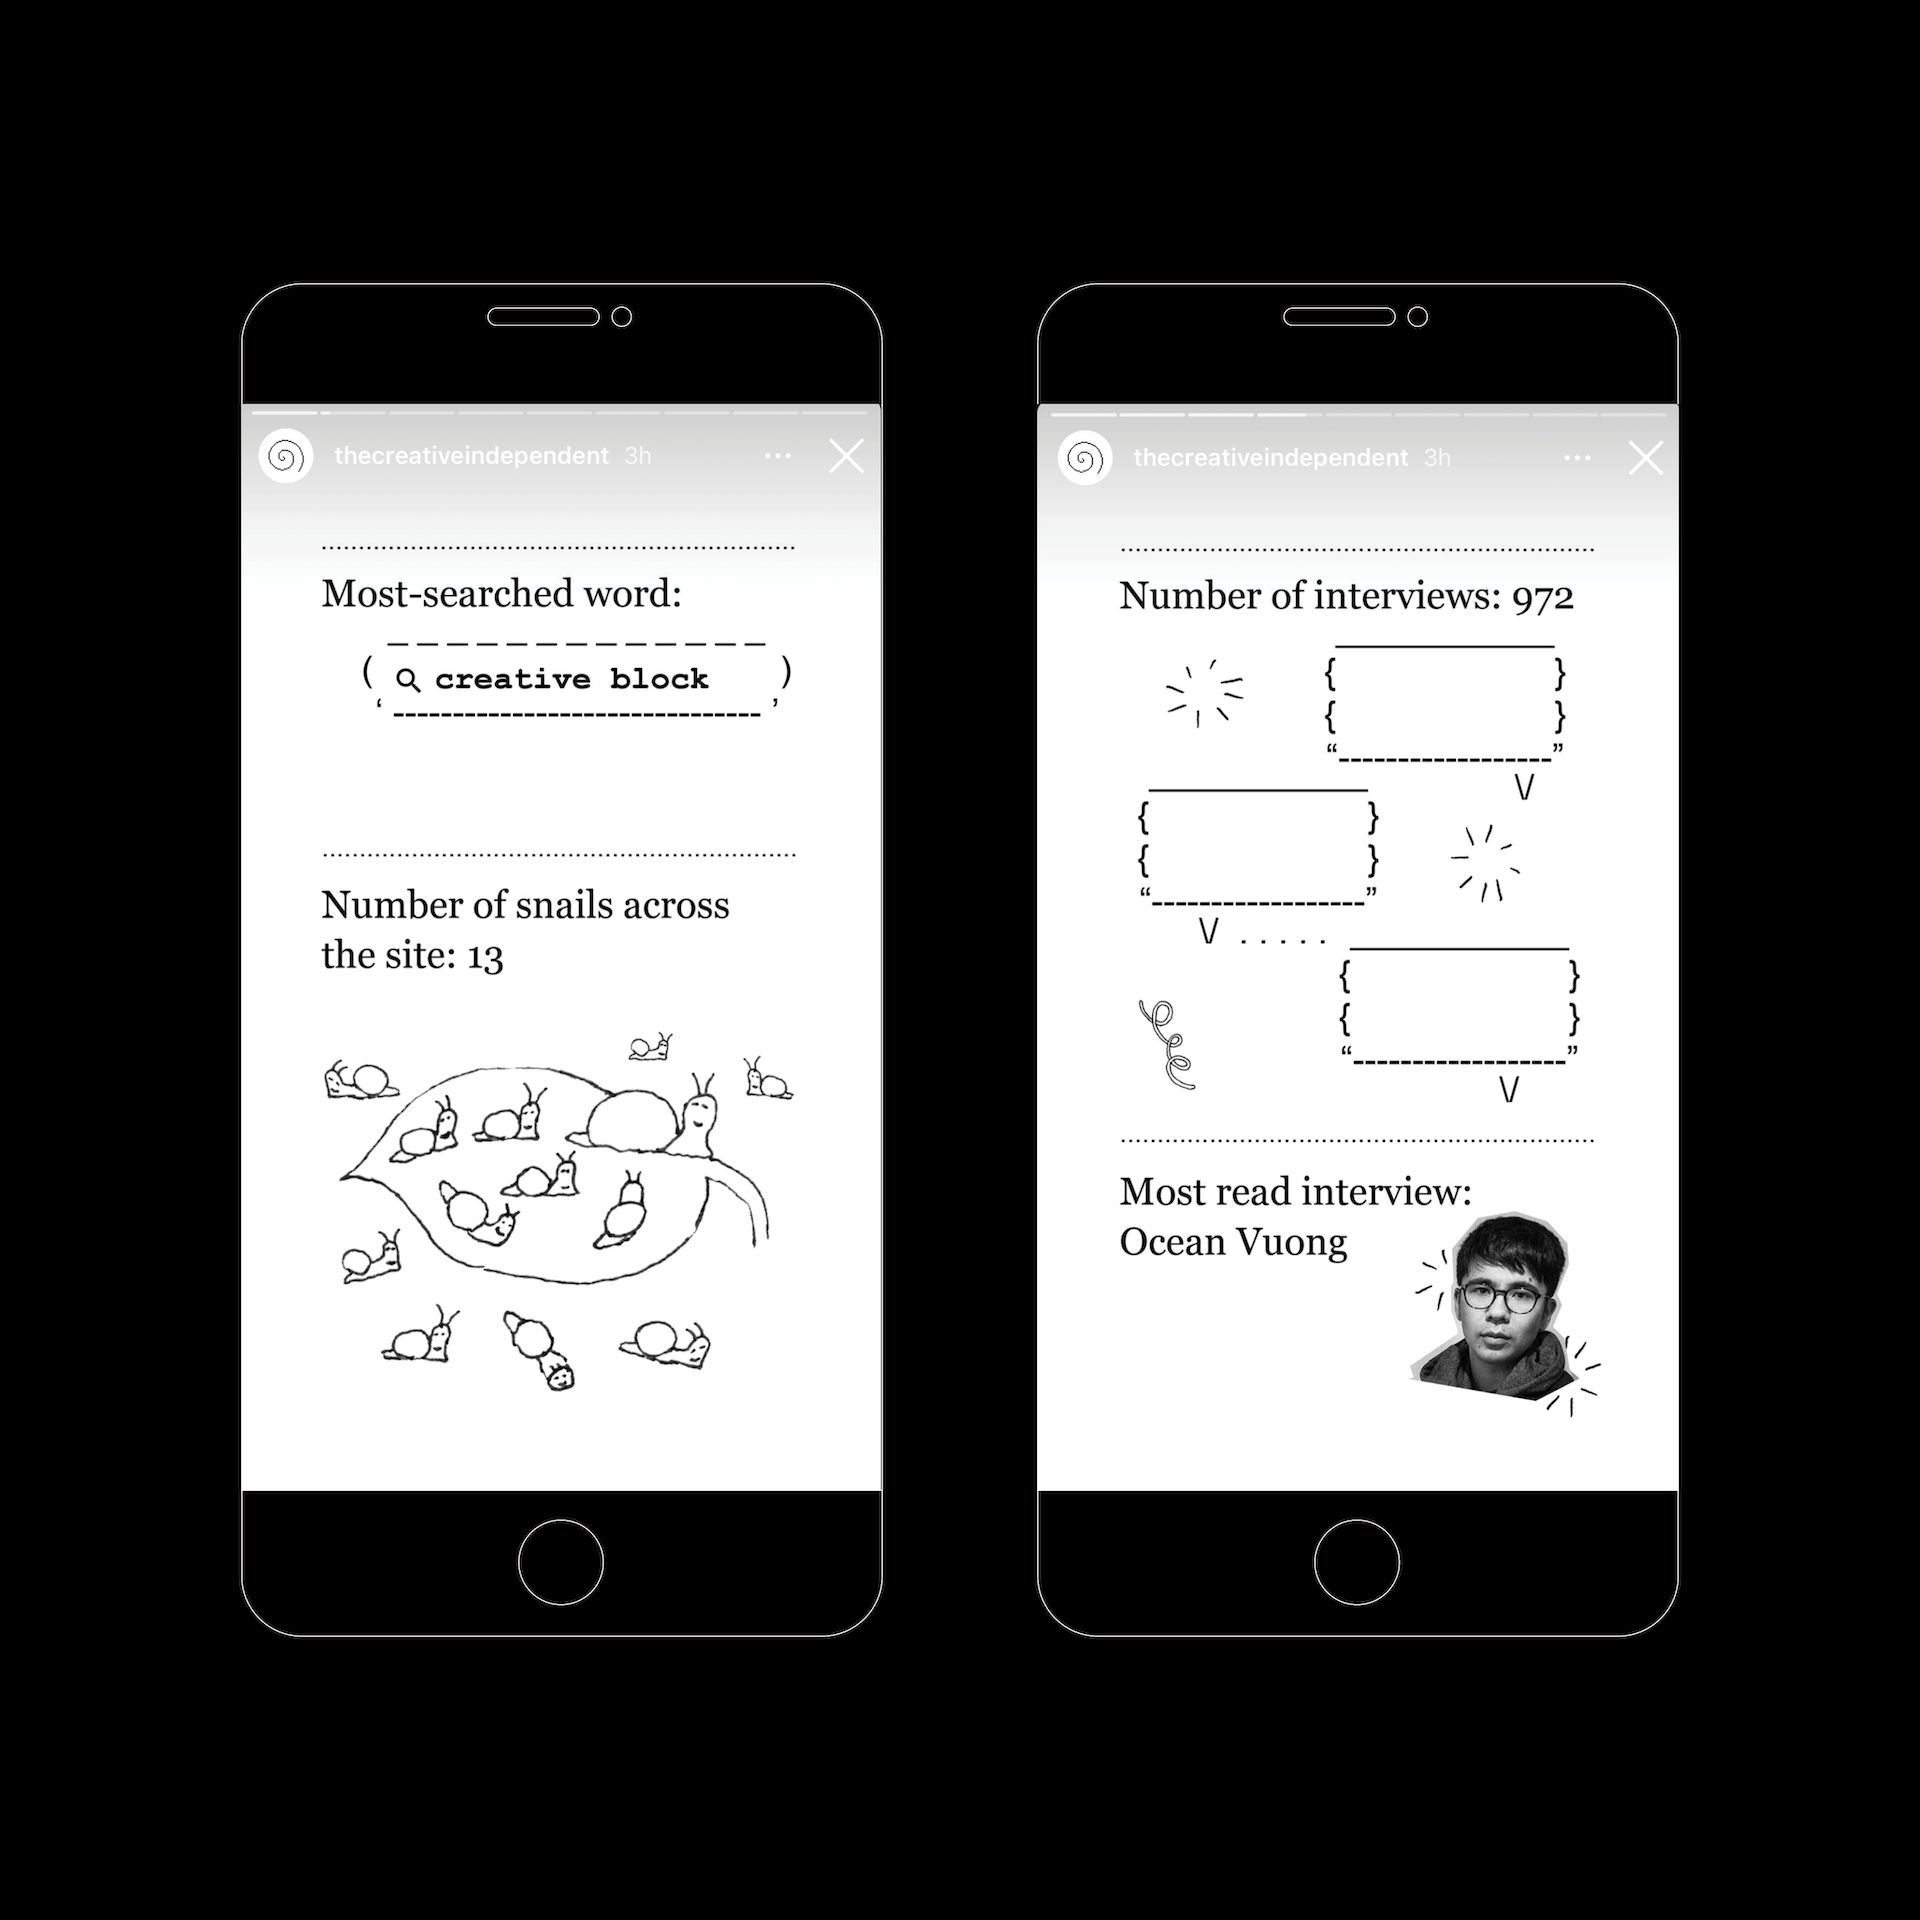 thecreativeindependent 3h
Most-searched word:
creative block
Number of snails across
the site: 13
thecreativeindependent 3h
Number of interviews: 972
Most read interview:
Ocean Vuong